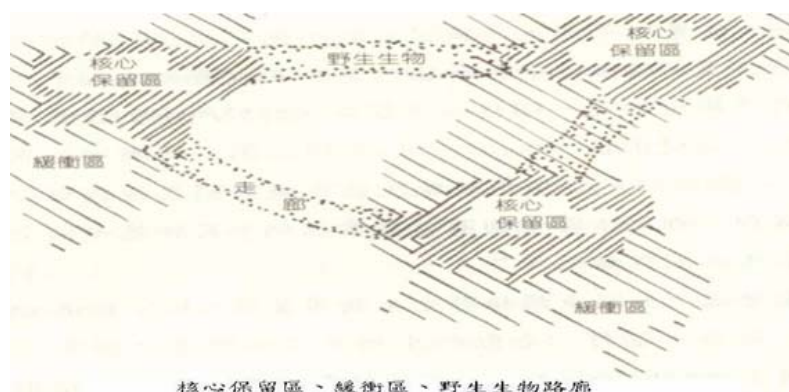 核心
保留區
野生生物
核心
保留區
緩衝區
走
廊
核心
保留區
緩衝區
核心保留區、緩衝區、野生生物路廊